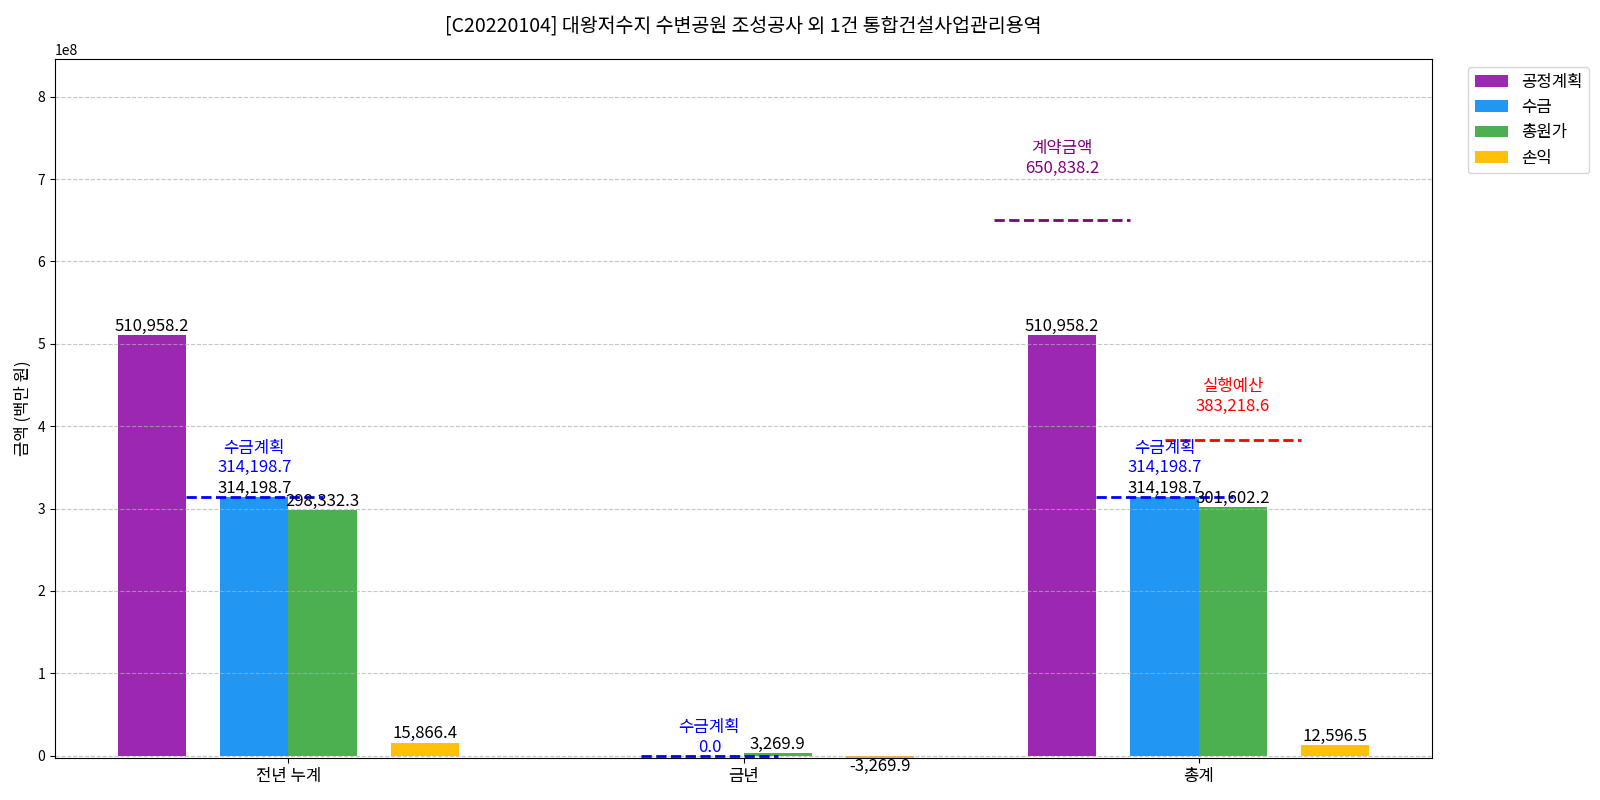 [C20220104] 대왕저수지 수변공원 조성공사 외 1건 통합건설사업관리용역
1e8
공정계획
수금
총원가
손익
금액 (백만 원)
8
7
6
5
4
3
2
1
0
계약금액
650,838.2
510,958.2
510,958.2
실행예산
383,218.6
수금계획
314,198.7
314,198.7
298,332.3
수금계획
314,198.7
314,198.7
301,602.2
15,866.4
수금계획
0.0
3,269.9
-3,269.9
12,596.5
전년 누계
금년
총계